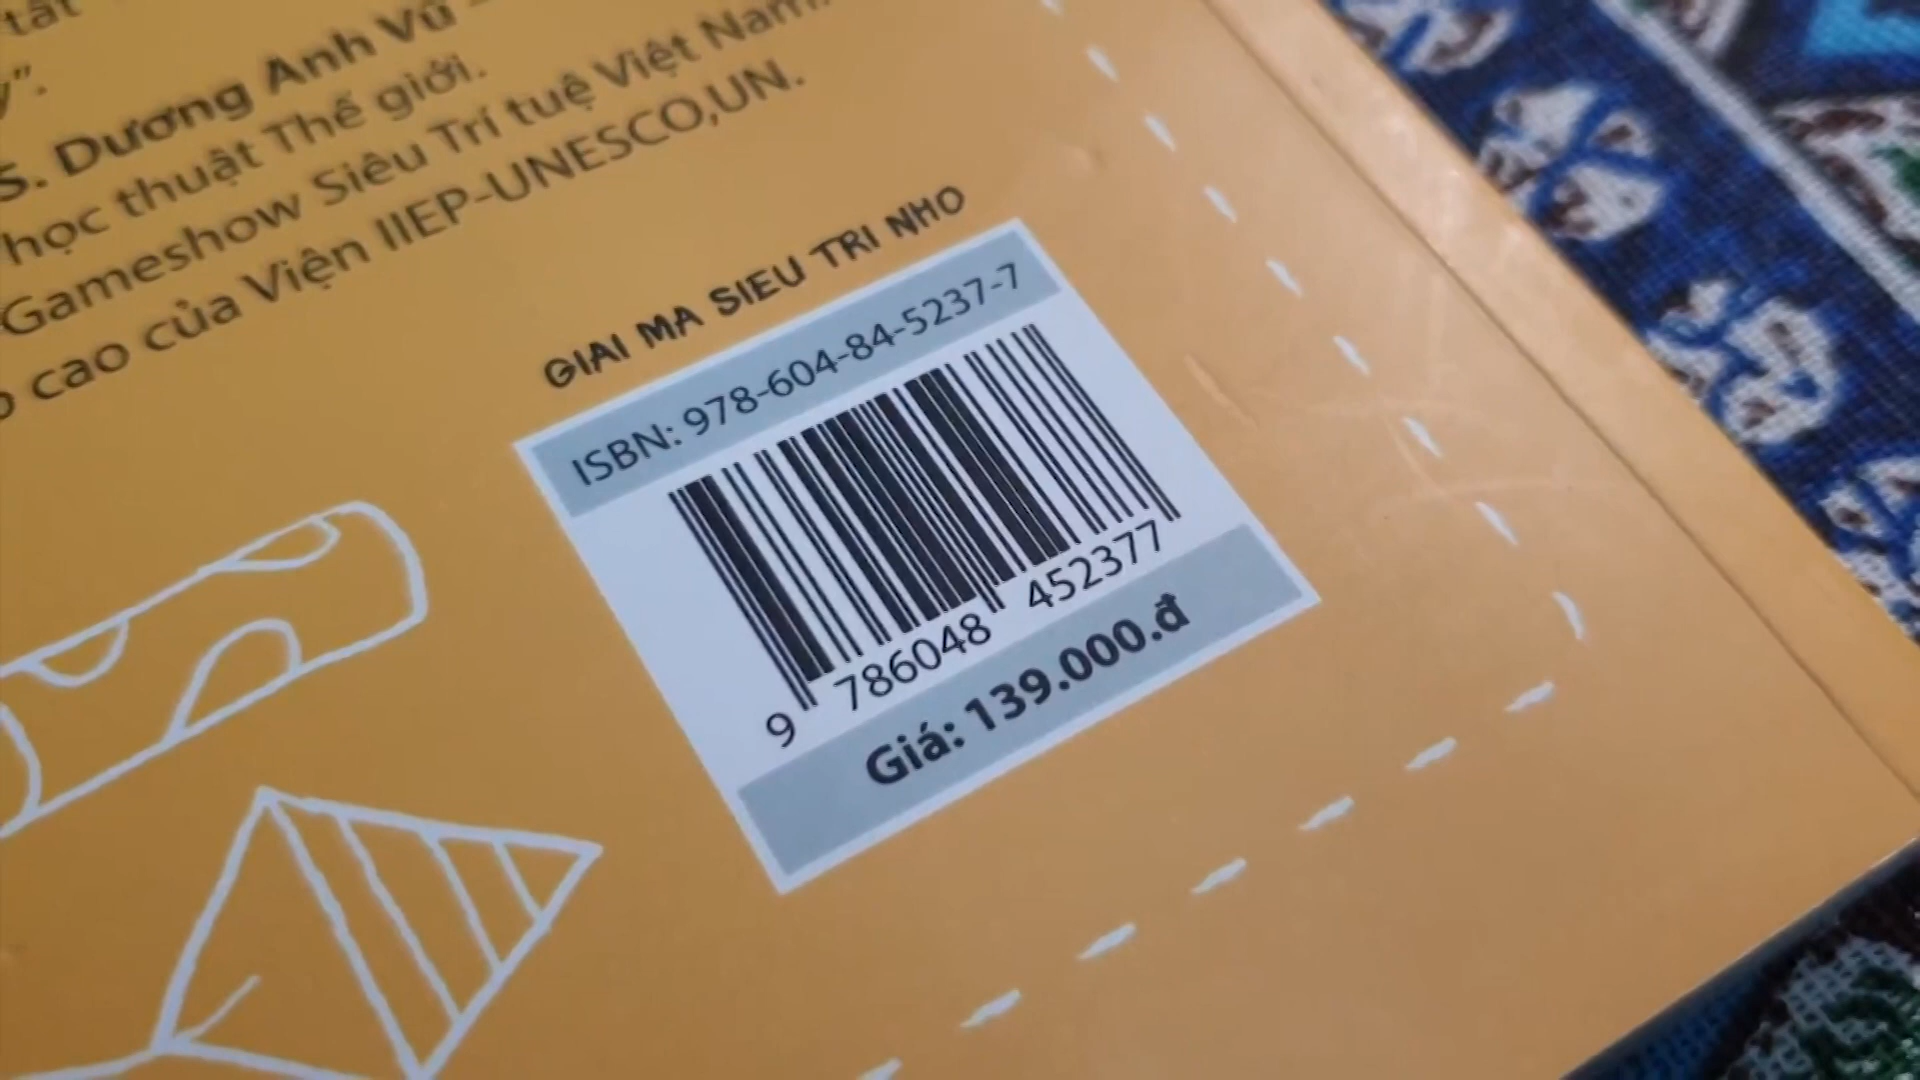 tất
y".
S. Dương Anh Vũ -
học thuật Thế giới.
Gameshow Siêu Trí tuệ Việt Nam.
cao của Viện IIEP-UNESCO,UN.
GIAI MA SIEU TRI NHO
ISBN: 978-604-84-5237-7
9 786048 452377
Giá: 139.000.đ